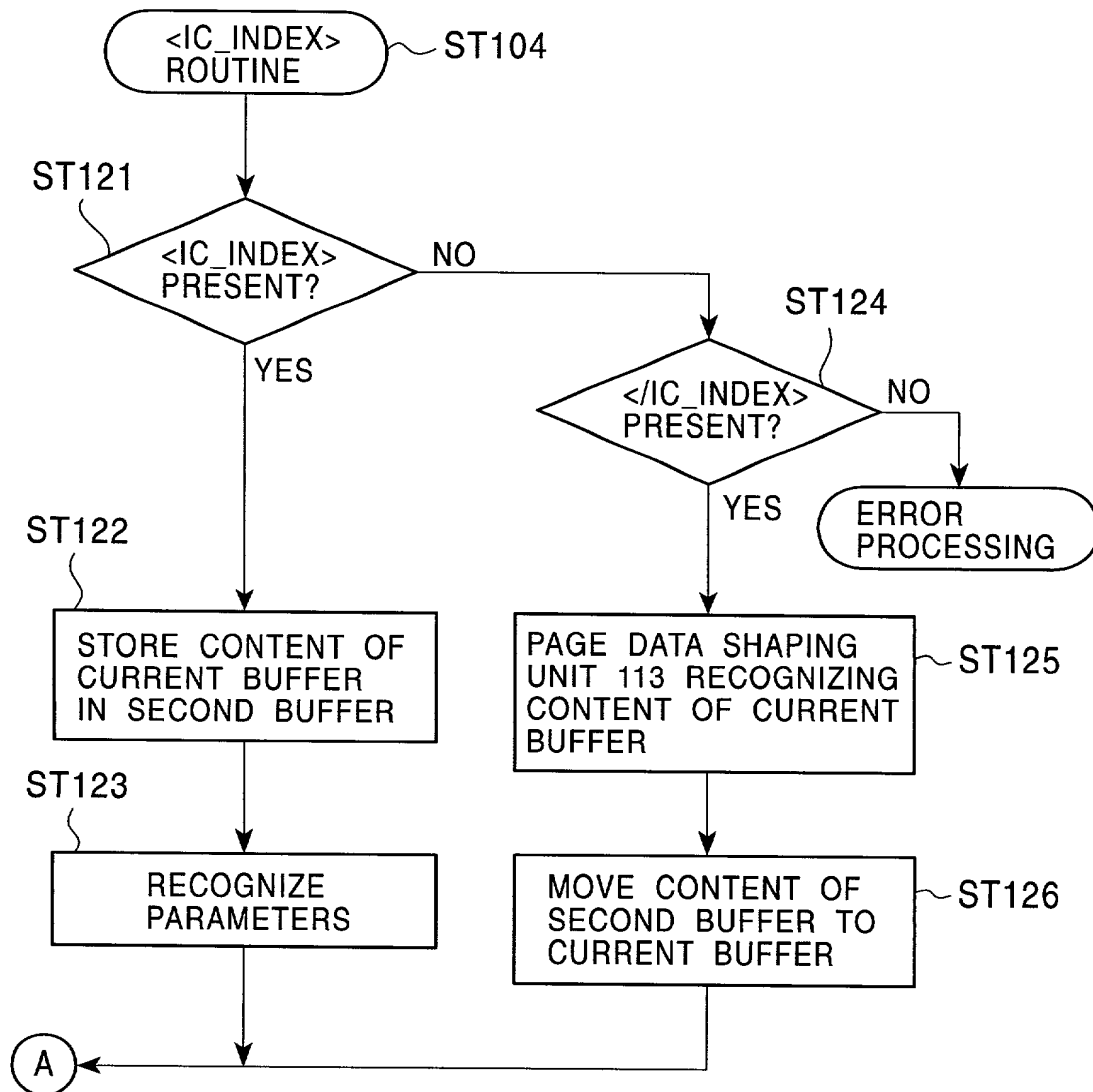 <IC_INDEX>
ROUTINE
ST104
ST121
<IC_INDEX>
PRESENT?
NO
YES
ST124
</IC_INDEX>
PRESENT?
NO
YES
ERROR
PROCESSING
ST122
STORE CONTENT OF
CURRENT BUFFER
IN SECOND BUFFER
PAGE DATA SHAPING
UNIT 113 RECOGNIZING
CONTENT OF CURRENT
BUFFER
ST125
ST123
RECOGNIZE
PARAMETERS
MOVE CONTENT OF
SECOND BUFFER TO
CURRENT BUFFER
ST126
A